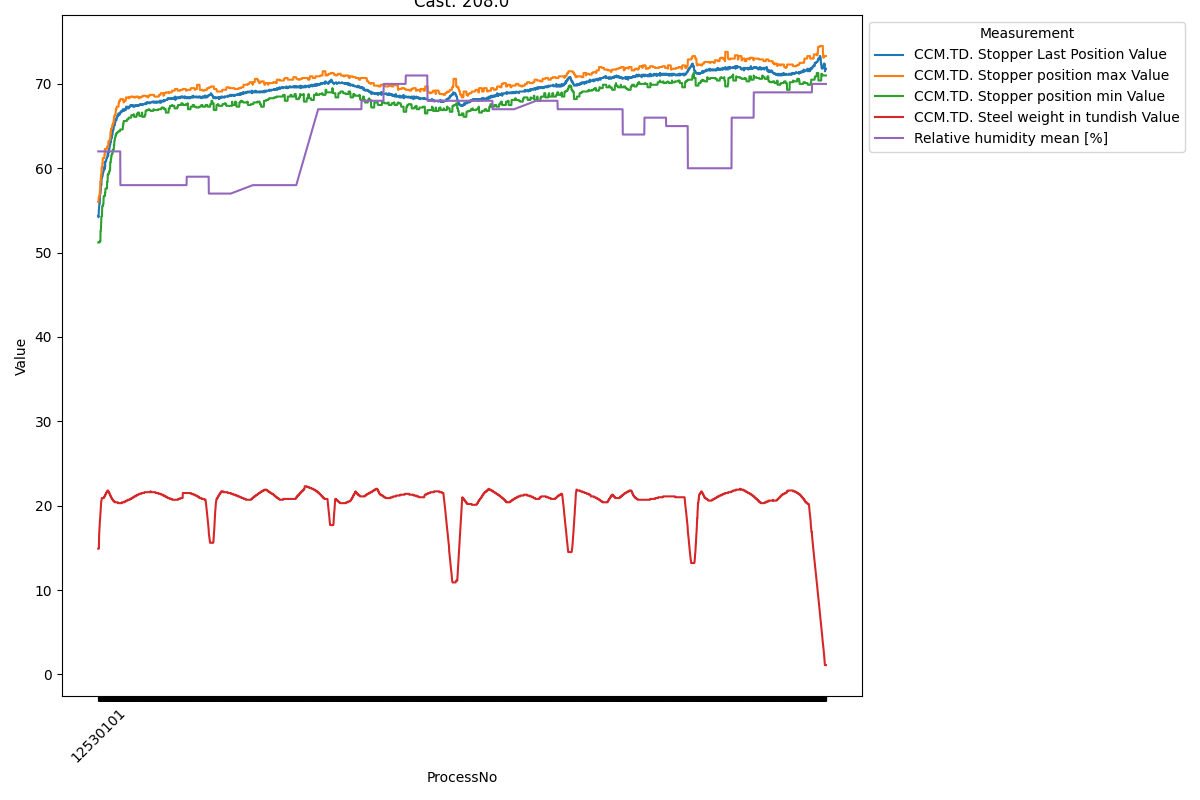 Cast: 208.0
Measurement
CCM.TD. Stopper Last Position Value
CCM.TD. Stopper position max Value
CCM.TD. Stopper position min Value
CCM.TD. Steel weight in tundish Value
Relative humidity mean [%]
70
60
50
40
30
20
10
0
Value
12530101
ProcessNo